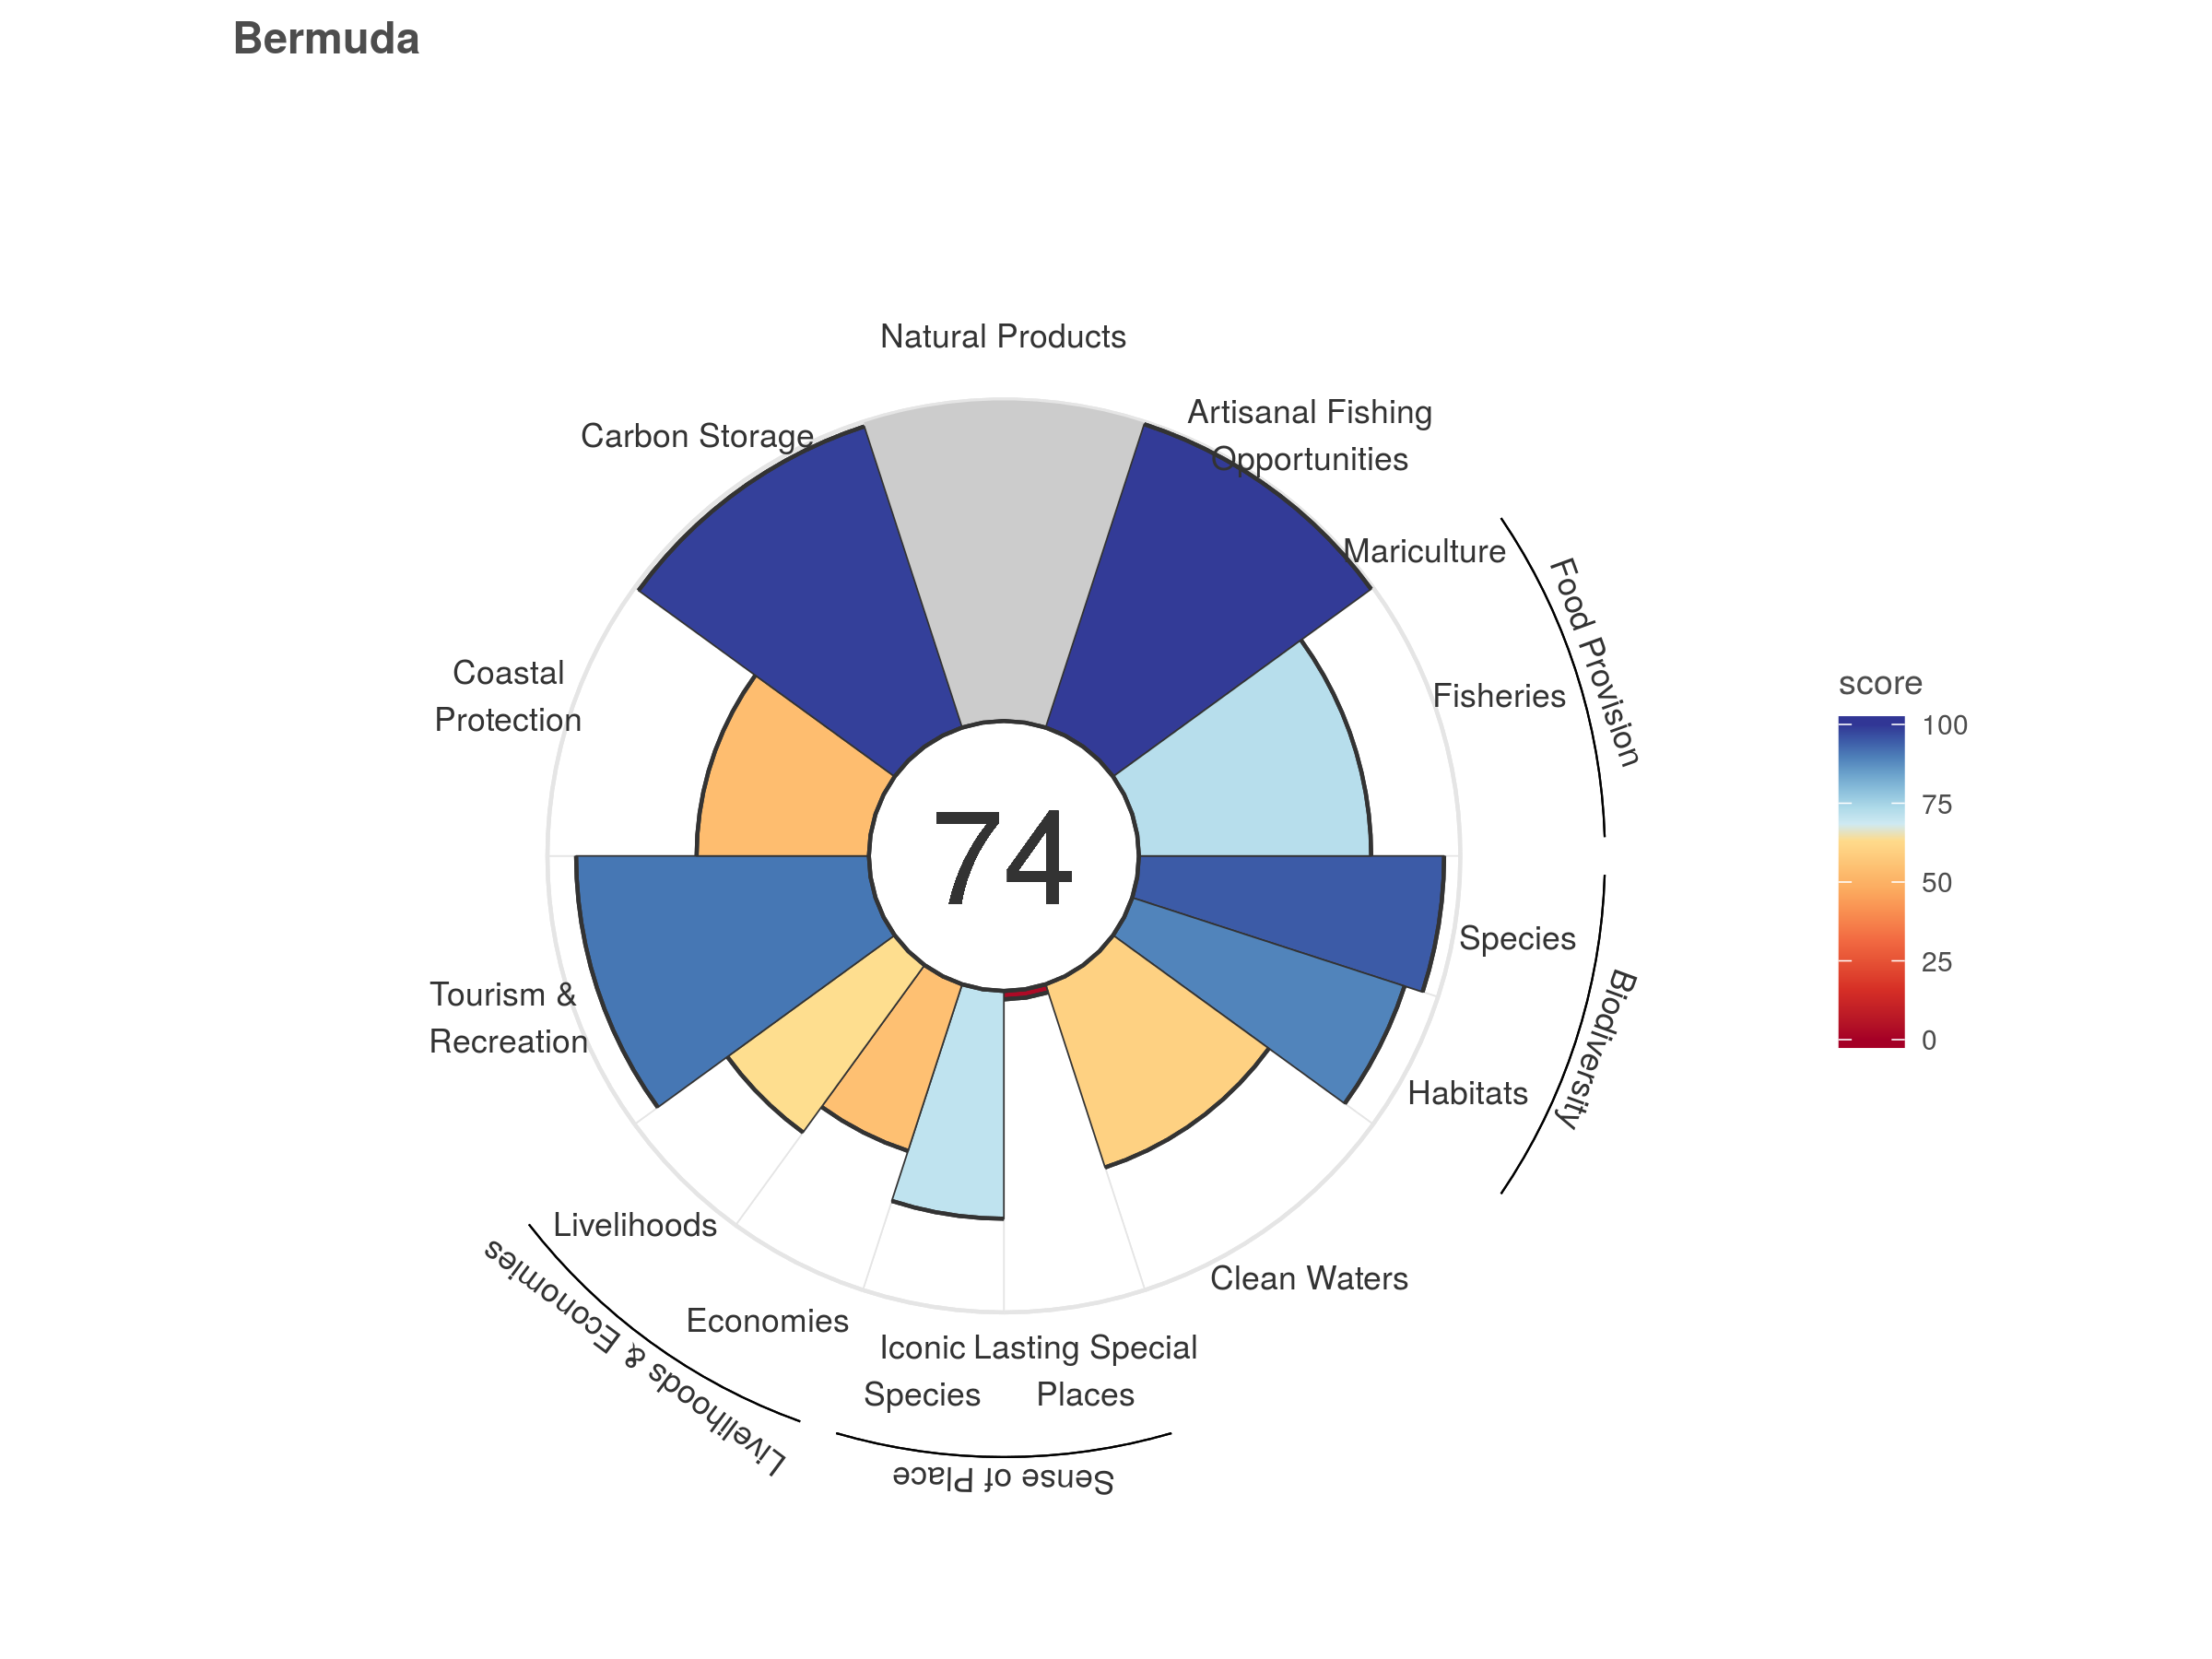 Bermuda
Natural Products
Artisanal Fishing
Opportunities
Carbon Storage
Mariculture
Food Provision
Fisheries
Coastal
Protection
score
100
75
50
25
0
74
Species
Biodiversity
Habitats
Tourism &
Recreation
Livelihoods
Clean Waters
Economies
Livelihoods & Economies
Iconic
Species
Lasting Special
Places
Sense of Place